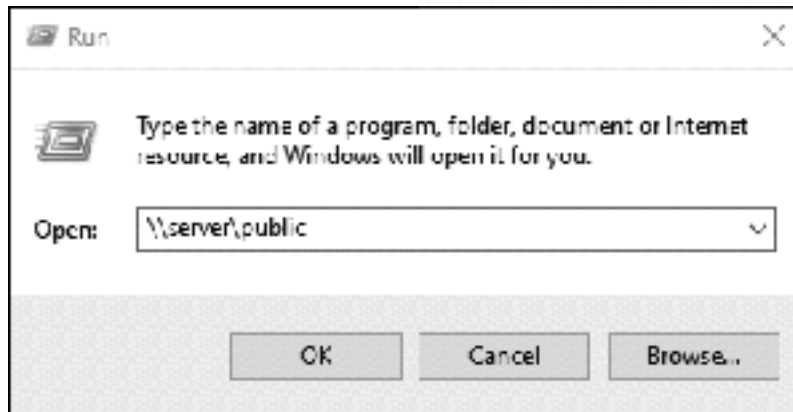 Run
Type the name of a program, folder, document or Internet
resource, and Windows will open it for you.
Open: \\server\public
OK Cancel Browse...